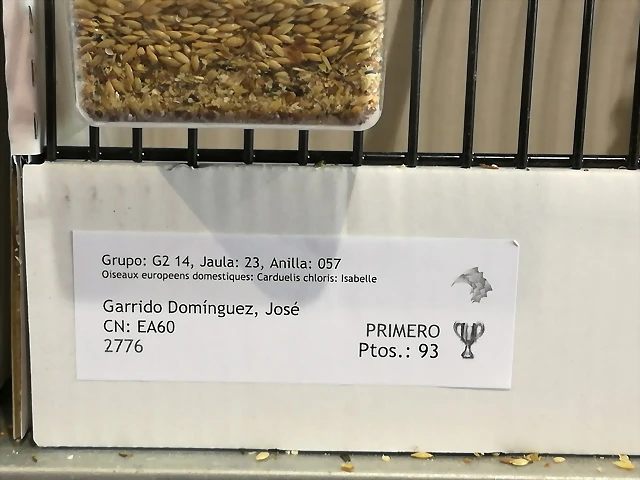 Grupo: G2 14, Jaula: 23, Anilla: 057
Oiseaux europeens domestiques: Carduelis chloris: Isabelle
Garrido Domínguez, José
CN: EA60
2776
PRIMERO
Ptos.: 93